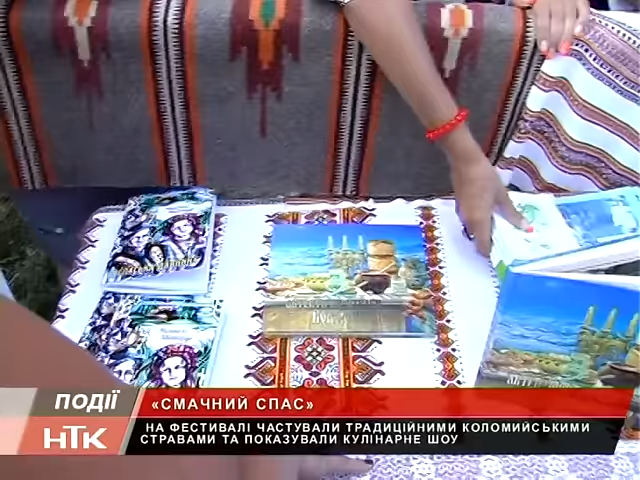 ПОДІЇ
«СМАЧНИЙ СПАС»
НТК
НА ФЕСТИВАЛІ ЧАСТУВАЛИ ТРАДИЦІЙНИМИ КОЛОМИЙСЬКИМИ
СТРАВАМИ ТА ПОКАЗУВАЛИ КУЛІНАРНЕ ШОУ